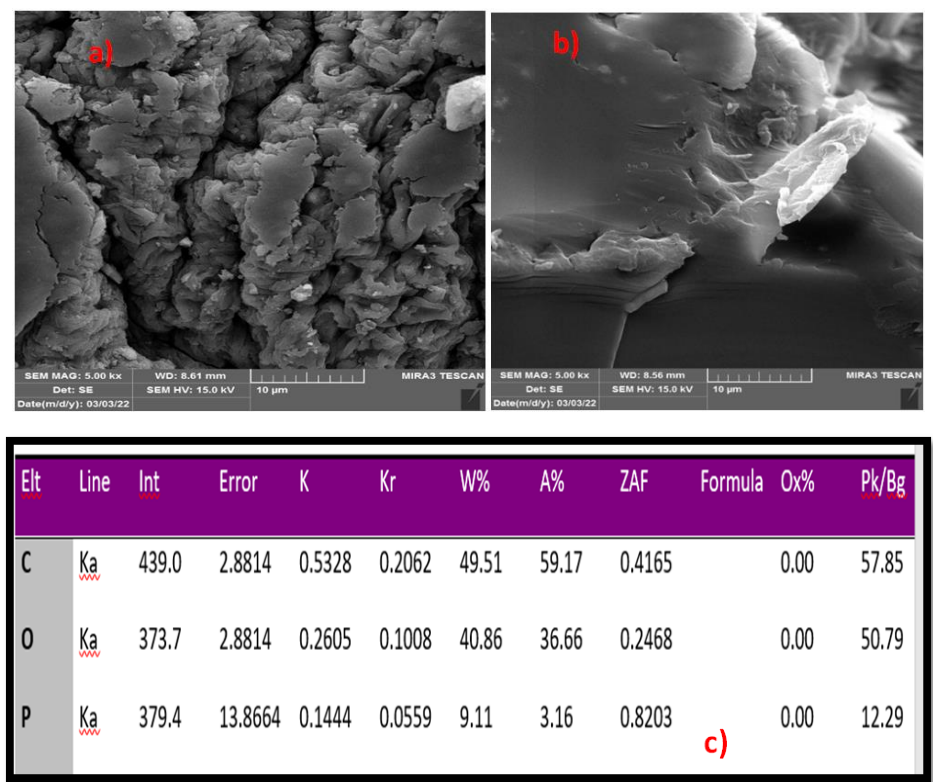 a)
SEM MAG: 5.00 kx WD: 8.61 mm MIRA3 TESCAN
Det: SE SEM HV: 15.0 kV 10 µm
Date(m/d/y): 03/03/22
b)
SEM MAG: 5.00 kx WD: 8.56 mm MIRA3 TESCAN
Det: SE SEM HV: 15.0 kV 10 µm
Date(m/d/y): 03/03/22
Elt Line Int Error K Kr W% A% ZAF Formula Ox% Pk/Bg
C Ka 439.0 2.8814 0.5328 0.2062 49.51 59.17 0.4165 0.00 57.85
O Ka 373.7 2.8814 0.2605 0.1008 40.86 36.66 0.2468 0.00 50.79
P Ka 379.4 13.8664 0.1444 0.0559 9.11 3.16 0.8203 0.00 12.29
c)